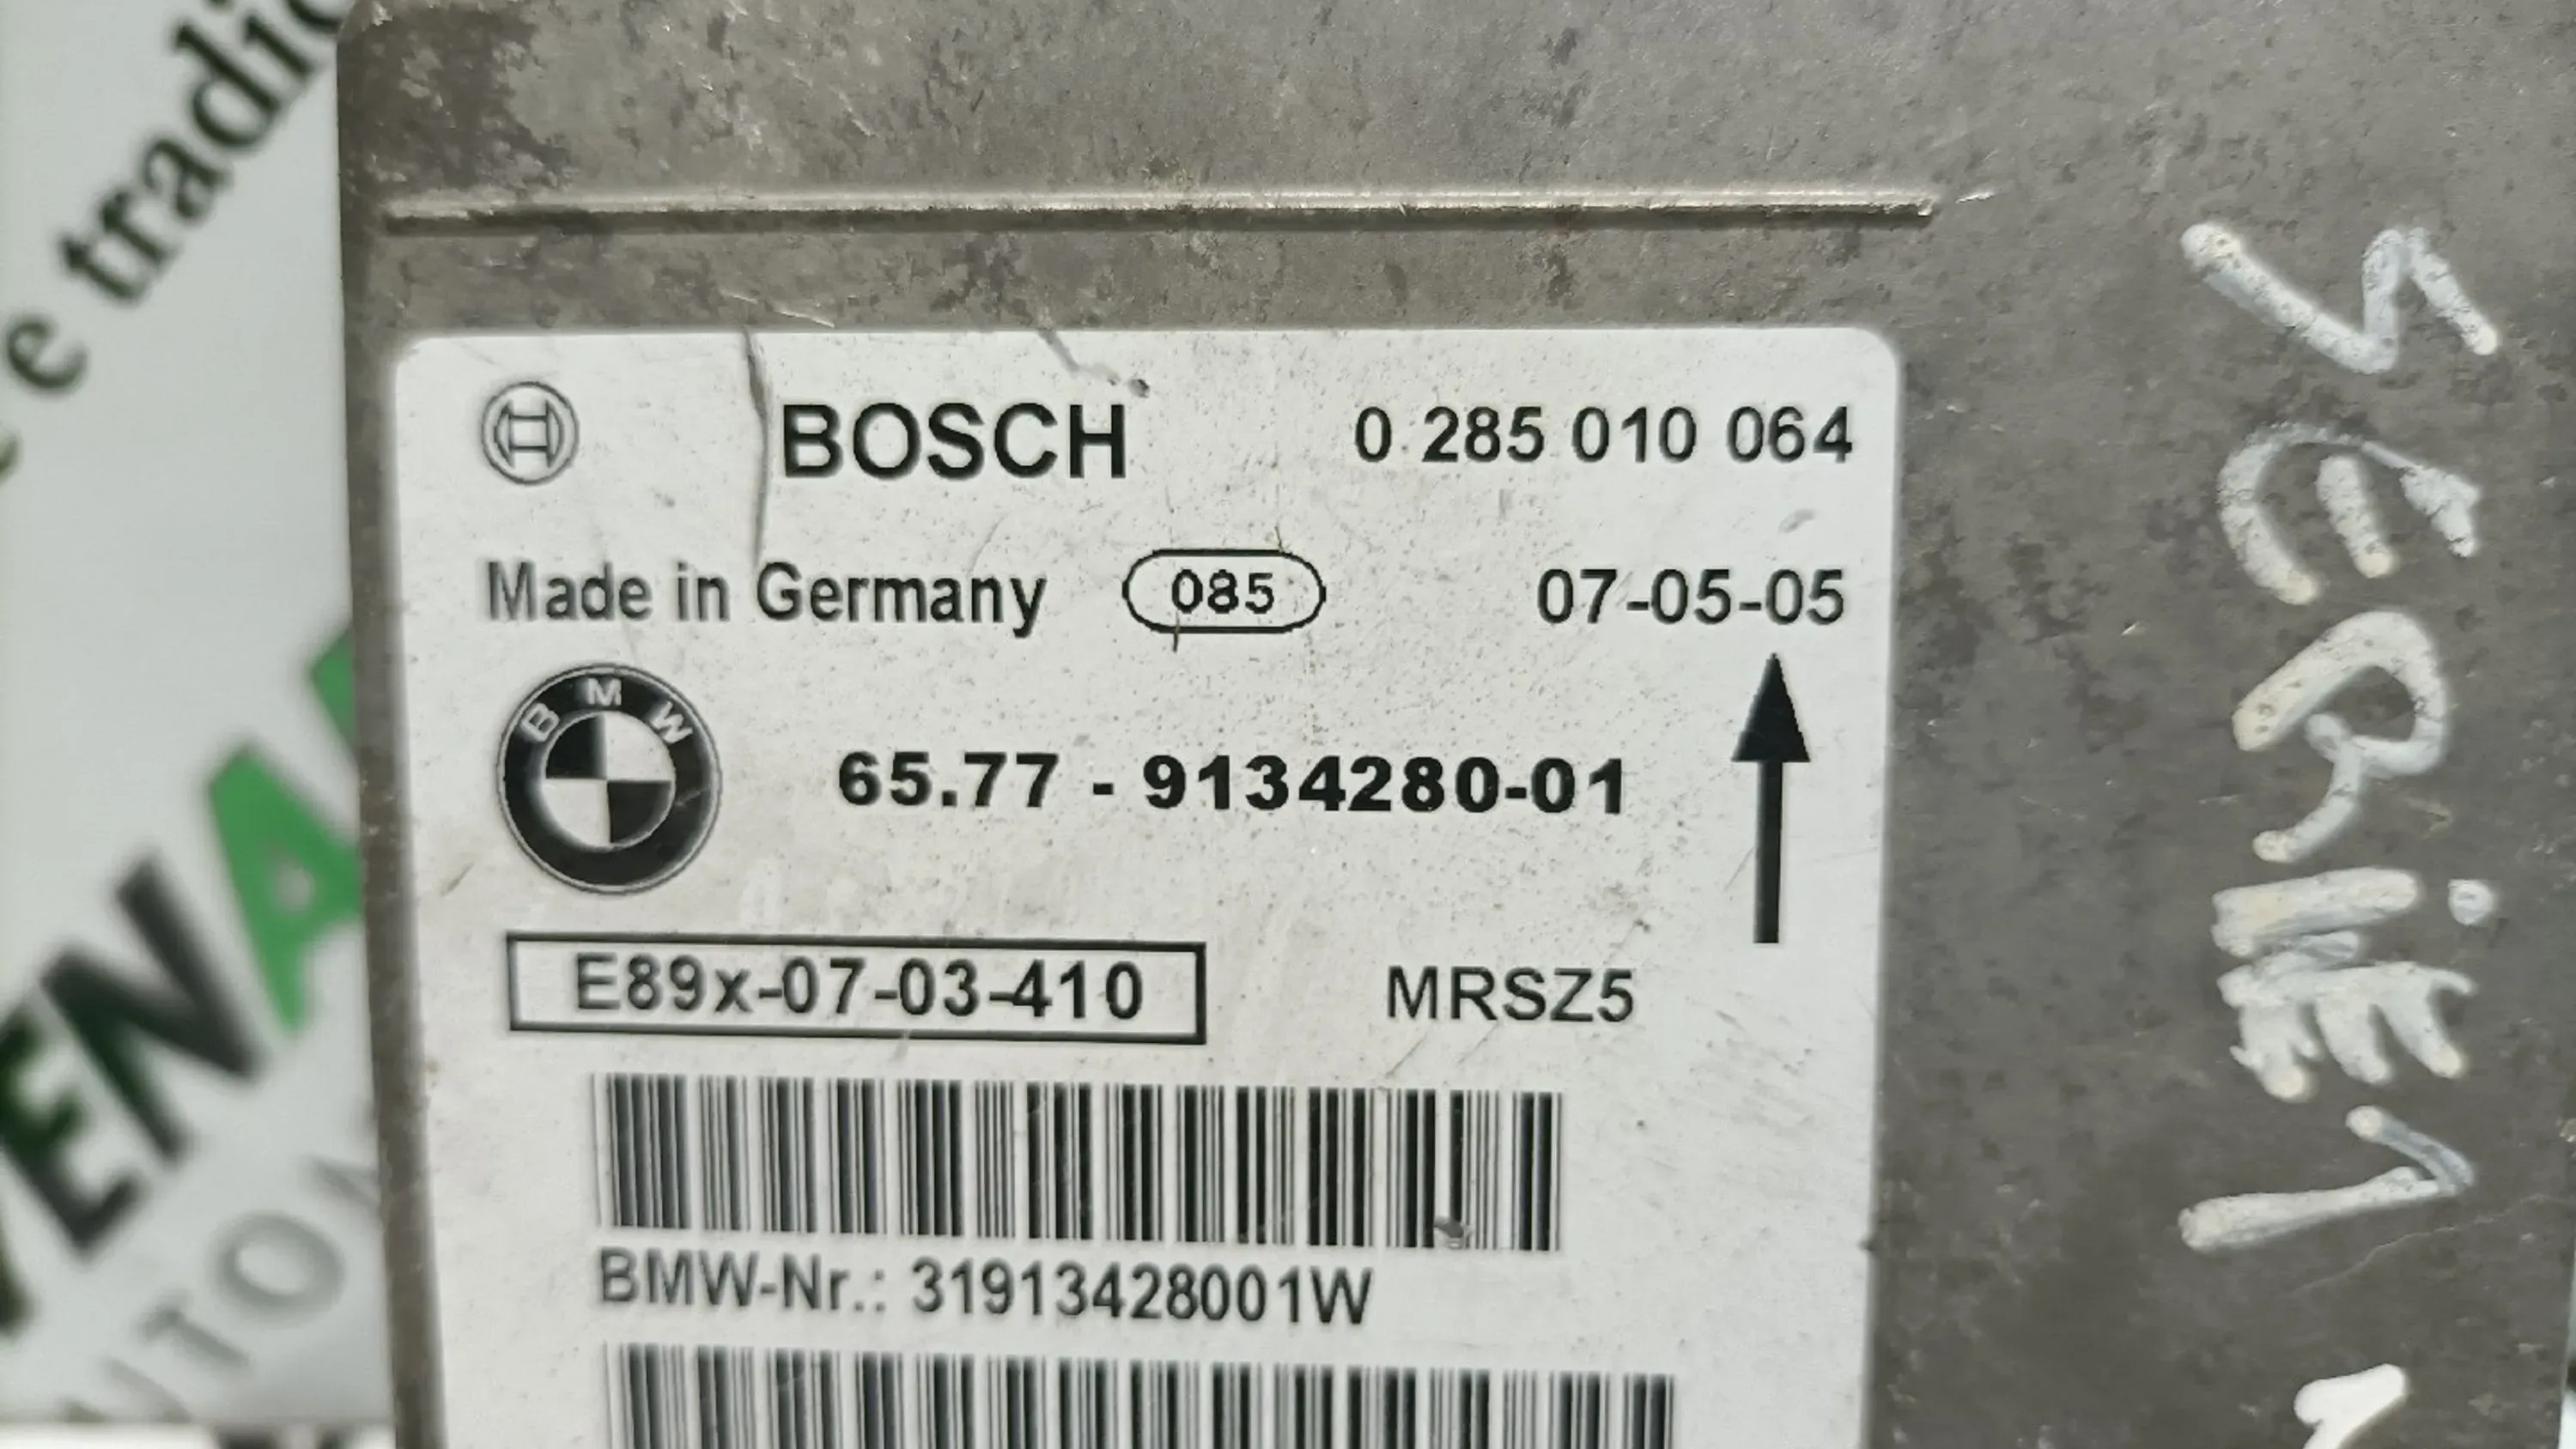 BOSCH 0 285 010 064
Made in Germany 085 07-05-05
BMW
65.77 - 9134280-01
E89x-07-03-410 MRSZ5
BMW-Nr.: 31913428001W
SERiE 1
e